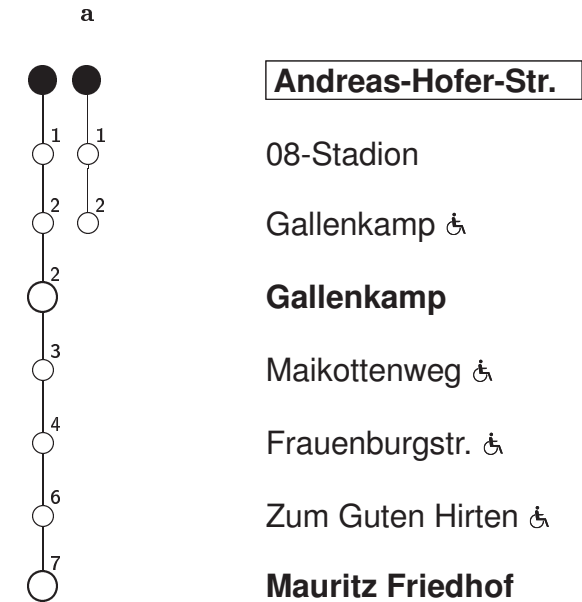 a
Andreas-Hofer-Str.
1 1 08-Stadion
2 2 Gallenkamp
2 Gallenkamp
3 Maikottenweg
4 Frauenburgstr.
6 Zum Guten Hirten
7 Mauritz Friedhof